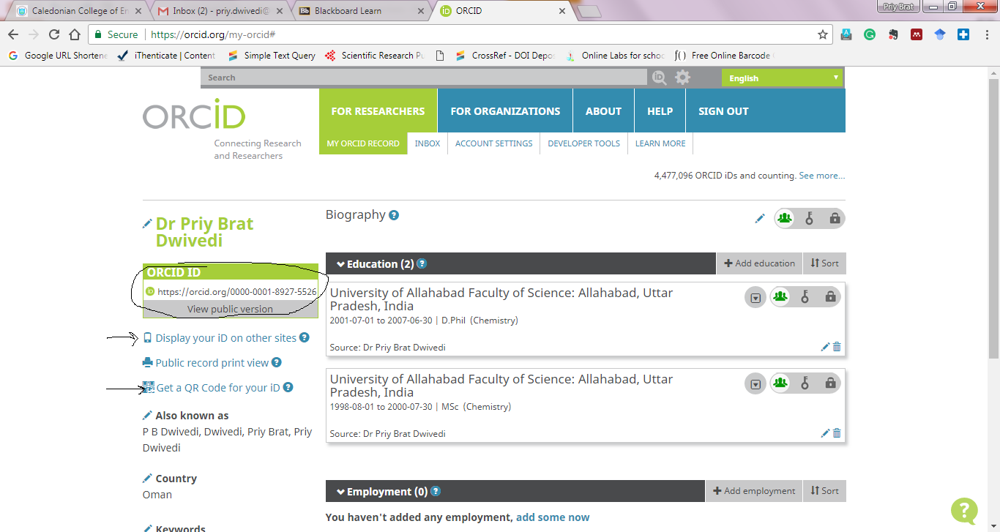 Caledonian College of En
Inbox (2) - priy.dwivedi@
Blackboard Learn
ORCID
Priy Brat
Secure
https://orcid.org/my-orcid#
Google URL Shortene
iThenticate | Content
Simple Text Query
Scientific Research Pu
CrossRef - DOI Depos
Online Labs for schoo
f() Free Online Barcode
Search
iD
English
ORCID
Connecting Research
and Researchers
FOR RESEARCHERS
FOR ORGANIZATIONS
ABOUT
HELP
SIGN OUT
MY ORCID RECORD
INBOX
ACCOUNT SETTINGS
DEVELOPER TOOLS
LEARN MORE
4,477,096 ORCID iDs and counting. See more...
Dr Priy Brat
Dwivedi
ORCID ID
iD https://orcid.org/0000-0001-8927-5526
View public version
Display your iD on other sites ?
Public record print view ?
Get a QR Code for your iD ?
Also known as
P B Dwivedi, Dwivedi, Priy Brat, Priy
Dwivedi
Country
Oman
Keywords
Biography ?
Education (2) ?
Add education
Sort
University of Allahabad Faculty of Science: Allahabad, Uttar
Pradesh, India
2001-07-01 to 2007-06-30 | D.Phil (Chemistry)
Source: Dr Priy Brat Dwivedi
University of Allahabad Faculty of Science: Allahabad, Uttar
Pradesh, India
1998-08-01 to 2000-07-30 | MSc (Chemistry)
Source: Dr Priy Brat Dwivedi
Employment (0) ?
Add employment
Sort
You haven't added any employment, add some now
?